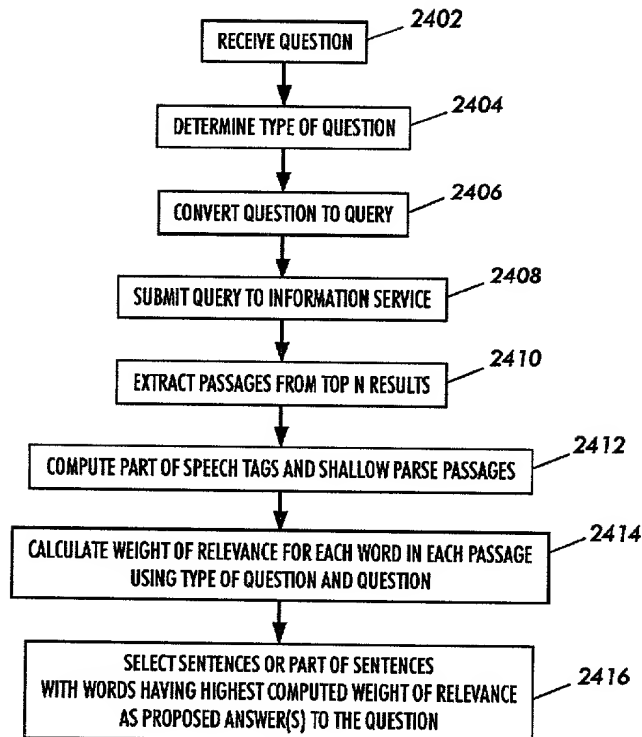 2402
RECEIVE QUESTION
2404
DETERMINE TYPE OF QUESTION
2406
CONVERT QUESTION TO QUERY
2408
SUBMIT QUERY TO INFORMATION SERVICE
2410
EXTRACT PASSAGES FROM TOP N RESULTS
2412
COMPUTE PART OF SPEECH TAGS AND SHALLOW PARSE PASSAGES
2414
CALCULATE WEIGHT OF RELEVANCE FOR EACH WORD IN EACH PASSAGE
USING TYPE OF QUESTION AND QUESTION
SELECT SENTENCES OR PART OF SENTENCES
WITH WORDS HAVING HIGHEST COMPUTED WEIGHT OF RELEVANCE
2416
AS PROPOSED ANSWER(S) TO THE QUESTION